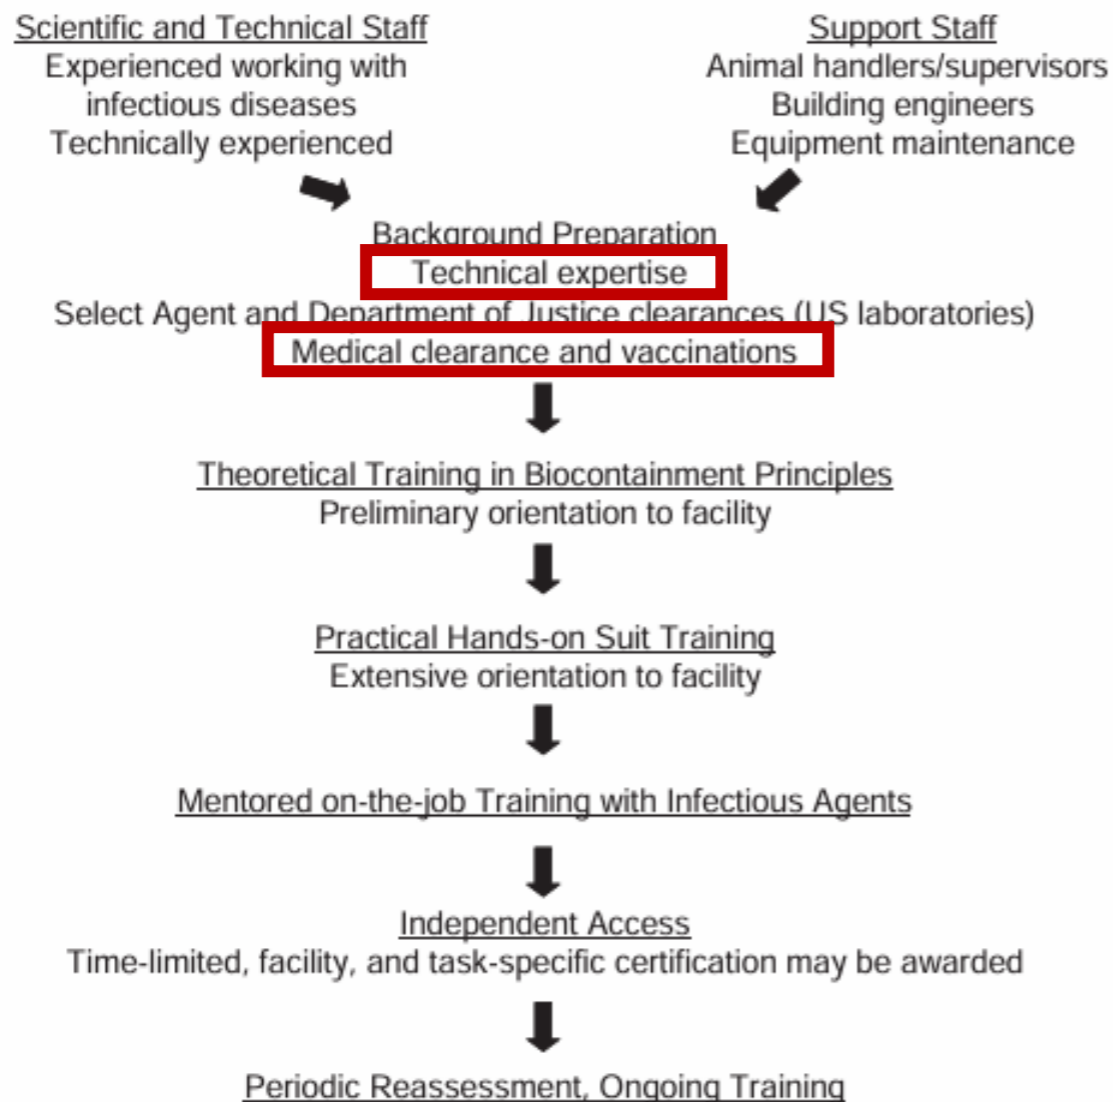 Scientific and Technical Staff
Experienced working with
infectious diseases
Technically experienced
Support Staff
Animal handlers/supervisors
Building engineers
Equipment maintenance
Background Preparation
Technical expertise
Select Agent and Department of Justice clearances (US laboratories)
Medical clearance and vaccinations
Theoretical Training in Biocontainment Principles
Preliminary orientation to facility
Practical Hands-on Suit Training
Extensive orientation to facility
Mentored on-the-job Training with Infectious Agents
Independent Access
Time-limited, facility, and task-specific certification may be awarded
Periodic Reassessment, Ongoing Training